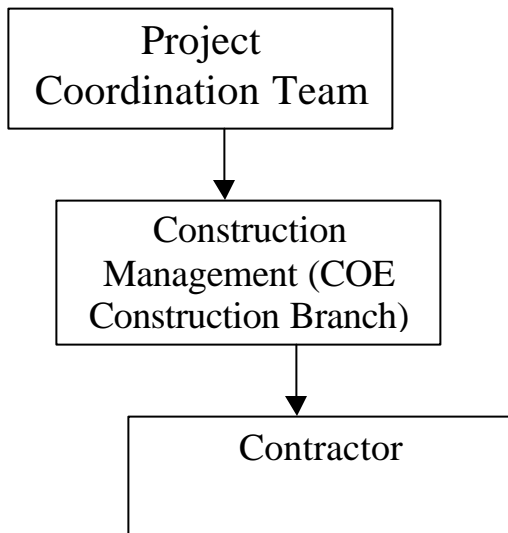 Project
Coordination Team
Construction
Management (COE
Construction Branch)
Contractor